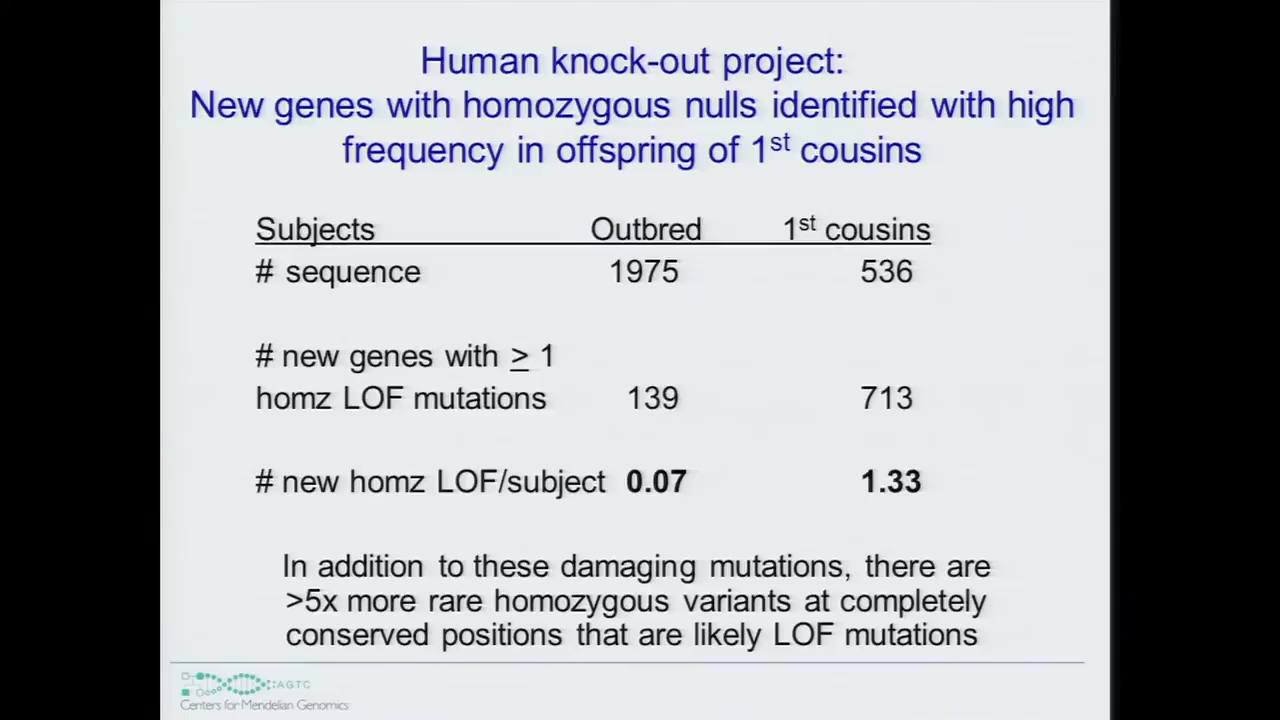 Human knock-out project:
New genes with homozygous nulls identified with high
frequency in offspring of 1st cousins
Subjects Outbred 1st cousins
# sequence 1975 536
# new genes with ≥ 1
homz LOF mutations 139 713
# new homz LOF/subject 0.07 1.33
In addition to these damaging mutations, there are
>5x more rare homozygous variants at completely
conserved positions that are likely LOF mutations
:AGTC
Centers for Mendelian Genomics